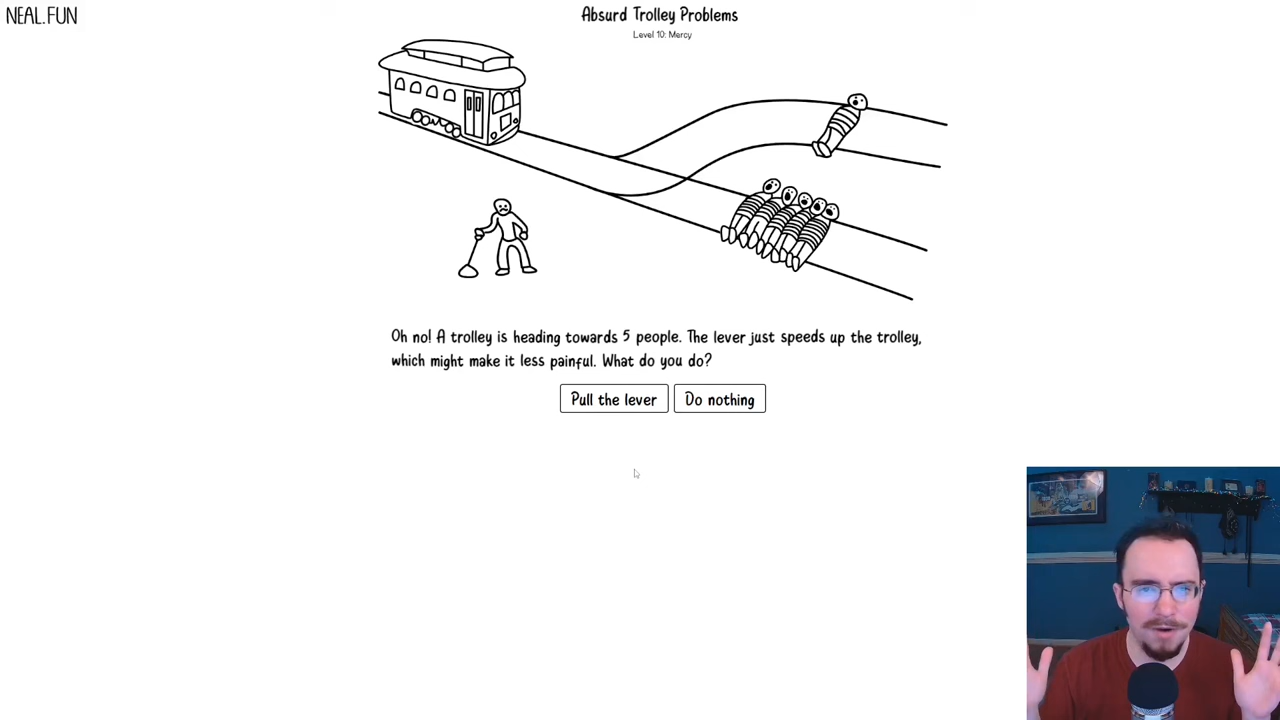 NEAL.FUN
Absurd Trolley Problems
Level 10: Mercy
Oh no! A trolley is heading towards 5 people. The lever just speeds up the trolley,
which might make it less painful. What do you do?
Pull the lever
Do nothing